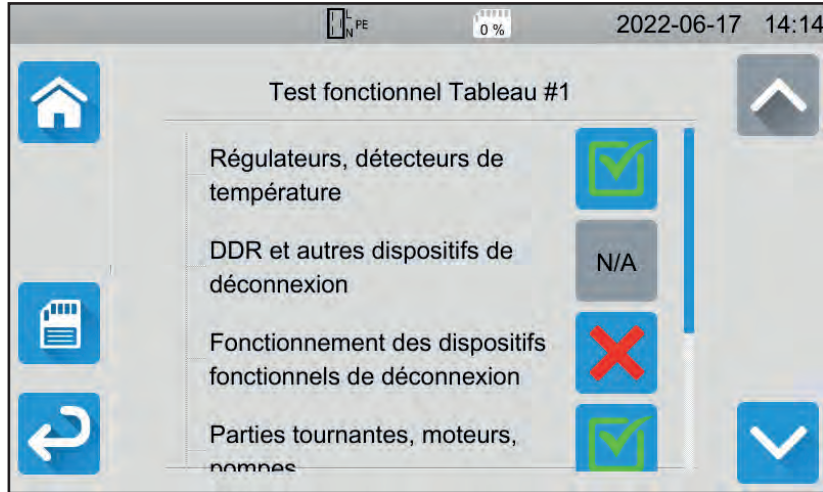 L
N PE
0 %
2022-06-17 14:14
Test fonctionnel Tableau #1
Régulateurs, détecteurs de
température
DDR et autres dispositifs de
déconnexion
N/A
Fonctionnement des dispositifs
fonctionnels de déconnexion
Parties tournantes, moteurs,
pompes